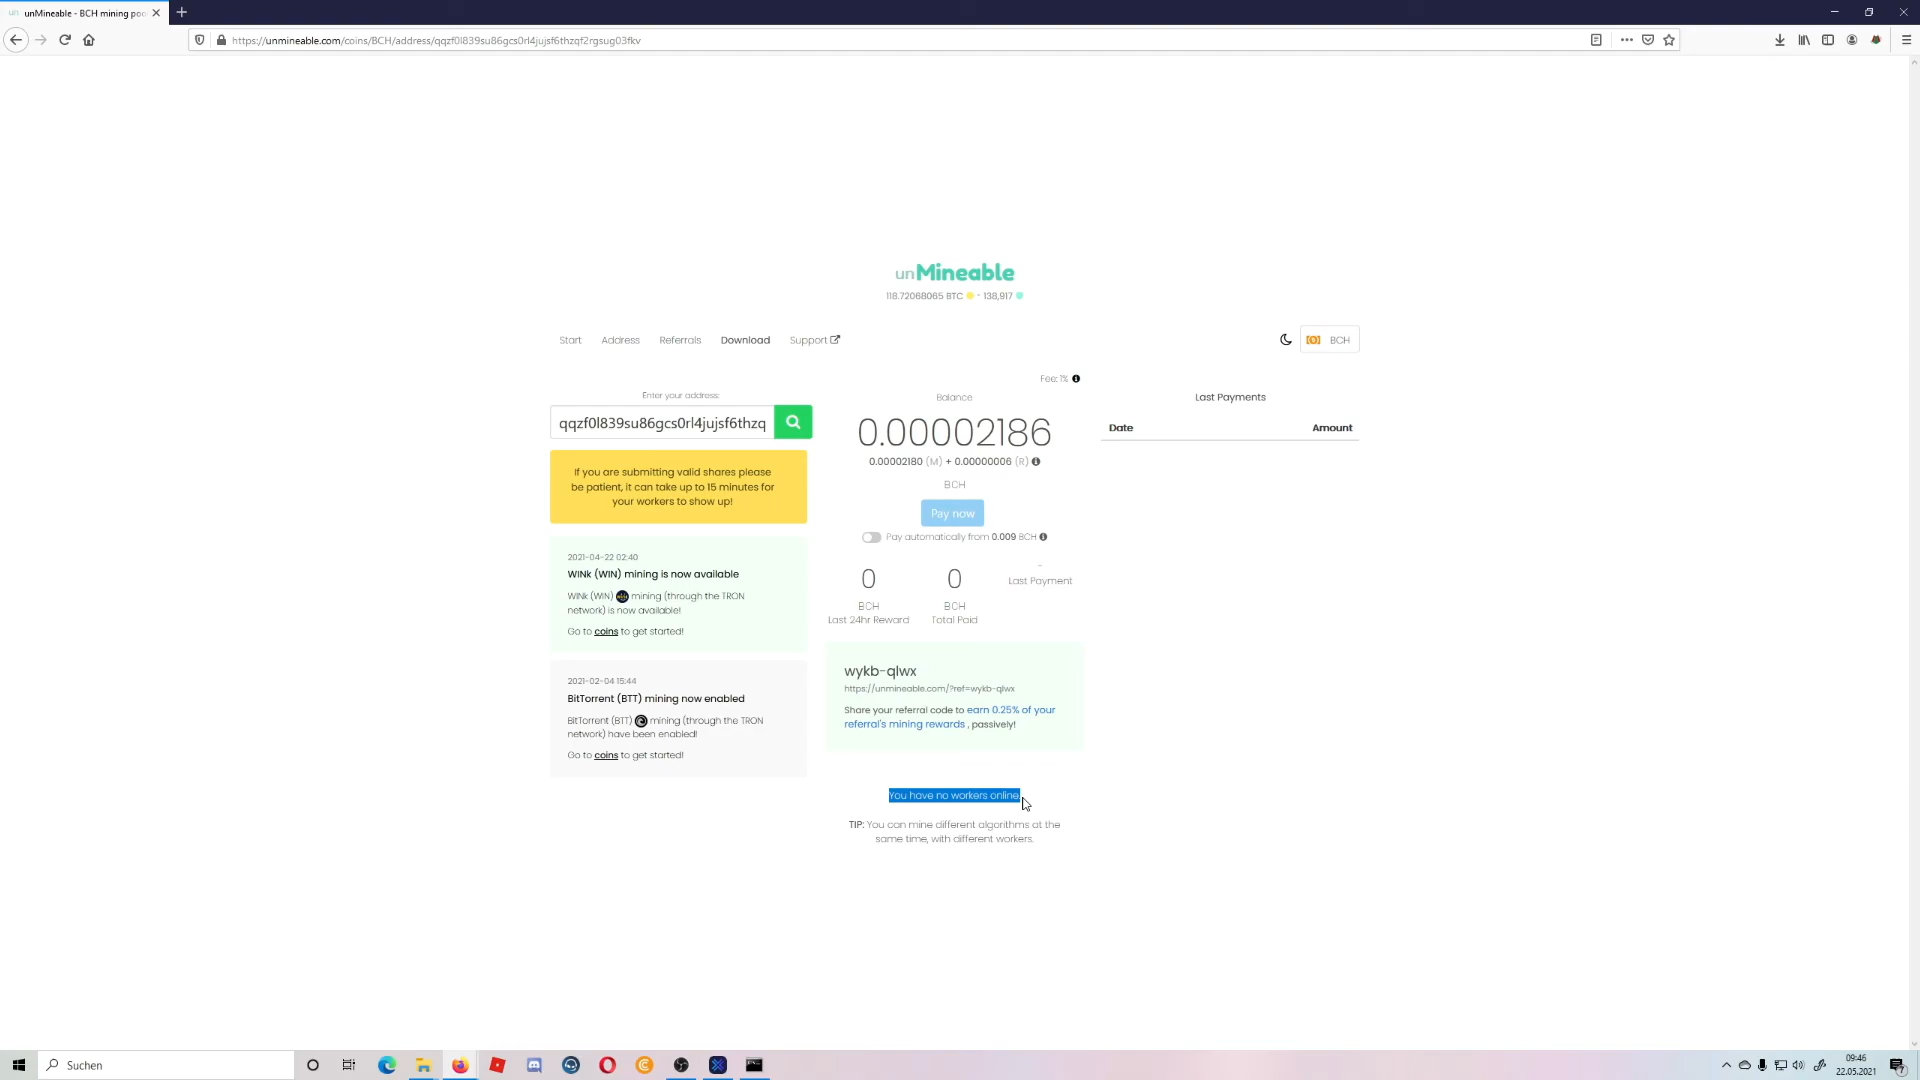 unMineable - BCH mining poo
https://unmineable.com/coins/BCH/address/qqzf0l839su86gcs0rl4jujsf6thzqf2rgsug03fkv
unMineable
118.72068065 BTC - 138,917
Start Address Referrals Download Support
BCH
Enter your address:
qqzf0l839su86gcs0rl4jujsf6thzq
If you are submitting valid shares please
be patient, it can take up to 15 minutes for
your workers to show up!
2021-04-22 02:40
WINk (WIN) mining is now available
WINk (WIN) mining (through the TRON
network) is now available!
Go to coins to get started!
2021-02-04 15:44
BitTorrent (BTT) mining now enabled
BitTorrent (BTT) mining (through the TRON
network) have been enabled!
Go to coins to get started!
Fee: 1%
Balance
0.00002186
0.00002180 (M) + 0.00000006 (R)
BCH
Pay now
Pay automatically from 0.009 BCH
0
BCH
Last 24hr Reward
0
BCH
Total Paid
-
Last Payment
wykb-qlwx
https://unmineable.com/?ref=wykb-qlwx
Share your referral code to earn 0.25% of your
referral's mining rewards , passively!
You have no workers online.
TIP: You can mine different algorithms at the
same time, with different workers.
Last Payments
Date Amount
Suchen
09:46
22.05.2021